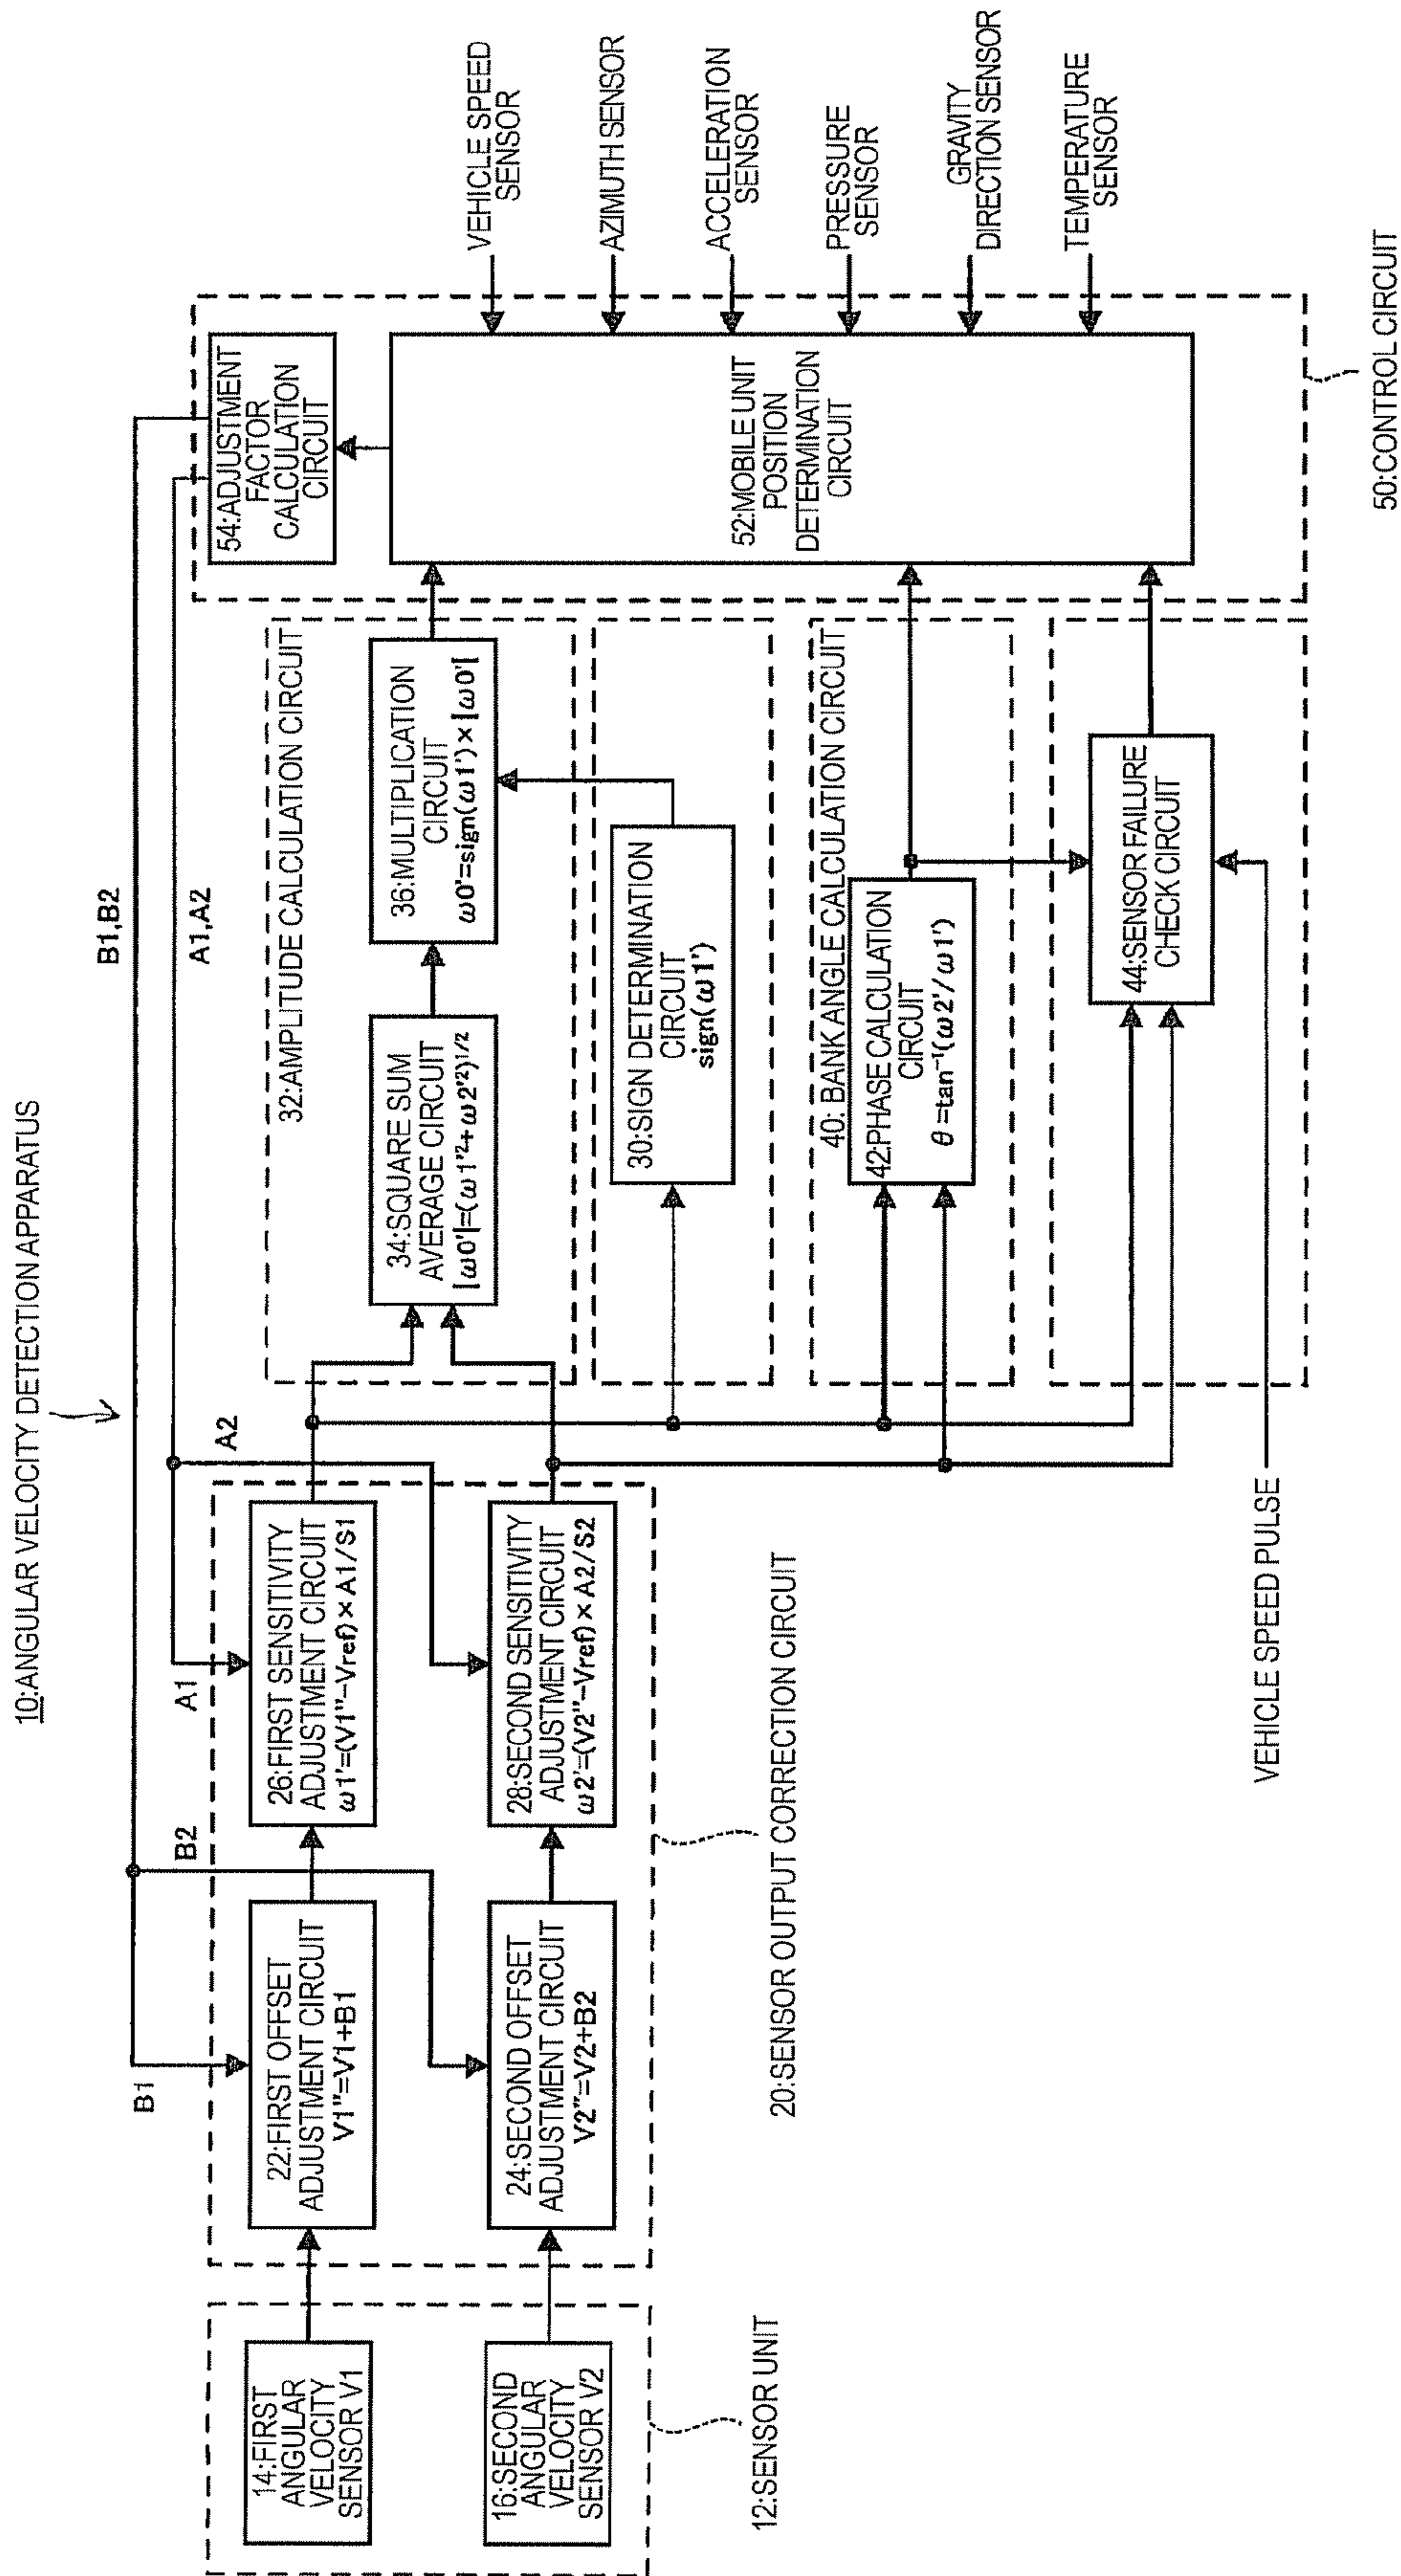 10:ANGULAR VELOCITY DETECTION APPARATUS
B1,B2
A1,A2
B1
B2
A1
A2
14:FIRST
ANGULAR
VELOCITY
SENSOR V1
16:SECOND
ANGULAR
VELOCITY
SENSOR V2
12:SENSOR UNIT
22:FIRST OFFSET
ADJUSTMENT CIRCUIT
V1''=V1+B1
24:SECOND OFFSET
ADJUSTMENT CIRCUIT
V2''=V2+B2
26:FIRST SENSITIVITY
ADJUSTMENT CIRCUIT
ω1'=(V1''-Vref)×A1/S1
28:SECOND SENSITIVITY
ADJUSTMENT CIRCUIT
ω2'=(V2''-Vref)×A2/S2
20:SENSOR OUTPUT CORRECTION CIRCUIT
32:AMPLITUDE CALCULATION CIRCUIT
34:SQUARE SUM
AVERAGE CIRCUIT
|ω0'|=(ω1'²+ω2'²)1/2
36:MULTIPLICATION
CIRCUIT
ω0'=sign(ω1')×|ω0'|
30:SIGN DETERMINATION
CIRCUIT
sign(ω1')
40: BANK ANGLE CALCULATION CIRCUIT
42:PHASE CALCULATION
CIRCUIT
θ=tan⁻¹(ω2'/ω1')
44:SENSOR FAILURE
CHECK CIRCUIT
VEHICLE SPEED PULSE
54:ADJUSTMENT
FACTOR
CALCULATION
CIRCUIT
52:MOBILE UNIT
POSITION
DETERMINATION
CIRCUIT
50:CONTROL CIRCUIT
VEHICLE SPEED
SENSOR
AZIMUTH SENSOR
ACCELERATION
SENSOR
PRESSURE
SENSOR
GRAVITY
DIRECTION SENSOR
TEMPERATURE
SENSOR